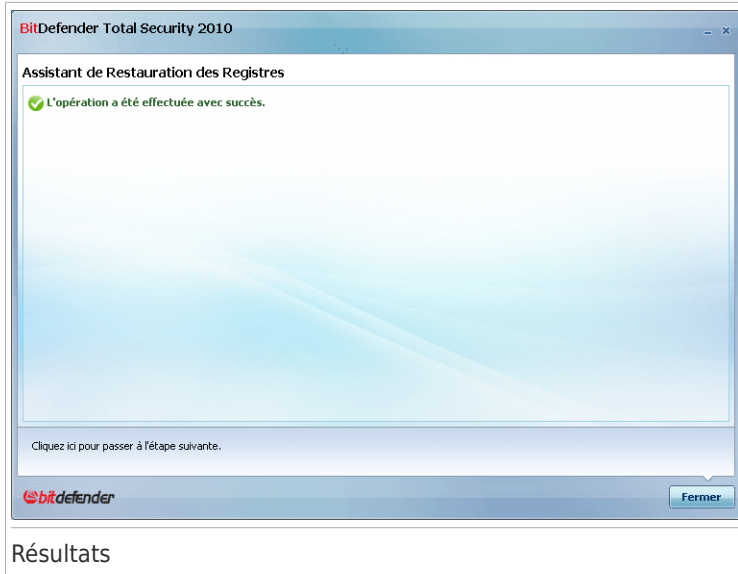 BitDefender Total Security 2010
Assistant de Restauration des Registres
L'opération a été effectuée avec succès.
Cliquez ici pour passer à l'étape suivante.
bitdefender
Fermer
Résultats